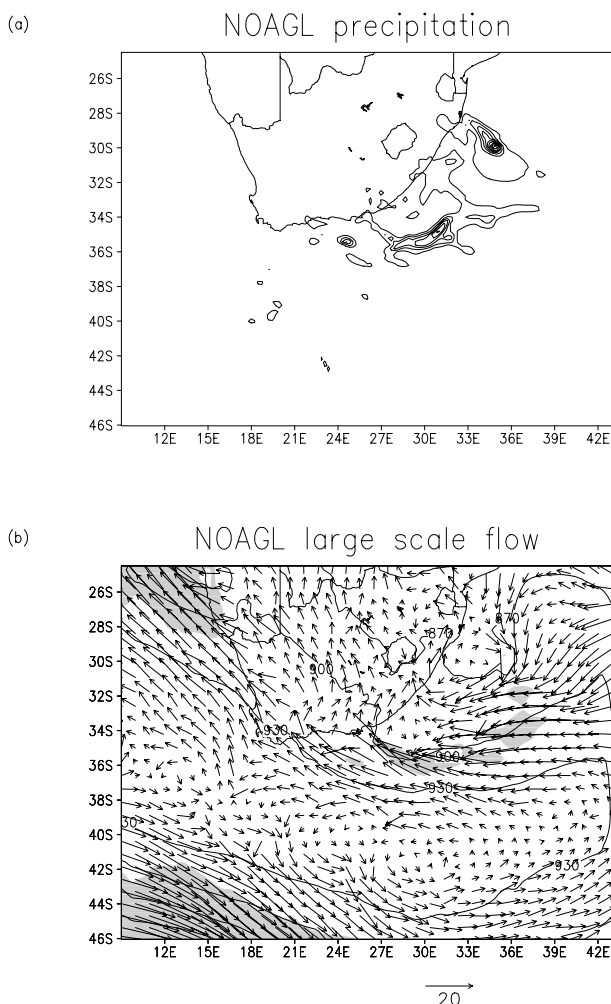 (a)
NOAGL precipitation
26S
28S
30S
32S
34S
36S
38S
40S
42S
44S
46S
12E 15E 18E 21E 24E 27E 30E 33E 36E 39E 42E
(b)
NOAGL large scale flow
26S
28S
30S
32S
34S
36S
38S
40S
42S
44S
46S
870
870
900
930
900
930
30
930
12E 15E 18E 21E 24E 27E 30E 33E 36E 39E 42E
20